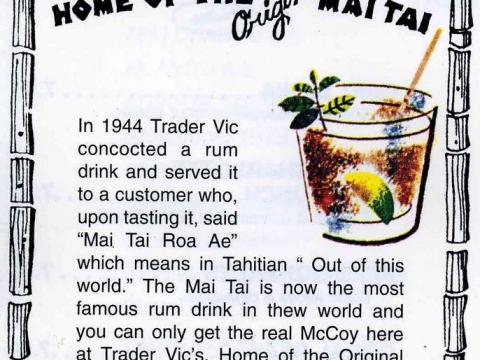 HOME OF THE Origi MAI TAI
In 1944 Trader Vic
concocted a rum
drink and served it
to a customer who,
upon tasting it, said
“Mai Tai Roa Ae”
which means in Tahitian “ Out of this
world.” The Mai Tai is now the most
famous rum drink in thew world and
you can only get the real McCoy here
at Trader Vic's, Home of the Original